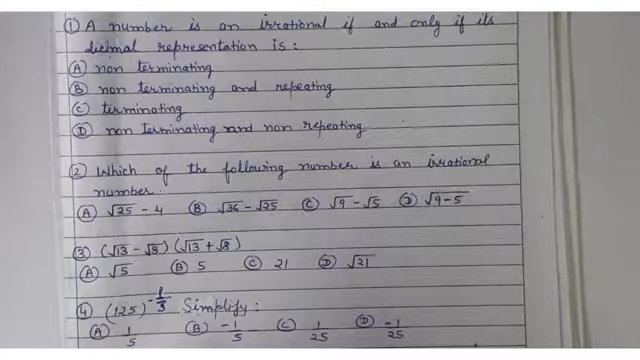 ① A number is an irrational if and only if its
decimal representation is :
Ⓐ non terminating
Ⓑ non terminating and repeating
Ⓒ terminating
Ⓓ non terminating and non repeating
② Which of the following number is an irrational
number.
Ⓐ √25 - 4 Ⓑ √36 - √25 Ⓒ √9 - √5 Ⓓ √9-5
③ (√13 - √8) (√13 + √8)
Ⓐ √5 Ⓑ 5 Ⓒ 21 Ⓓ √21
④ (125)^-1/3 Simplify :
Ⓐ 1/5 Ⓑ -1/5 Ⓒ 1/25 Ⓓ -1/25